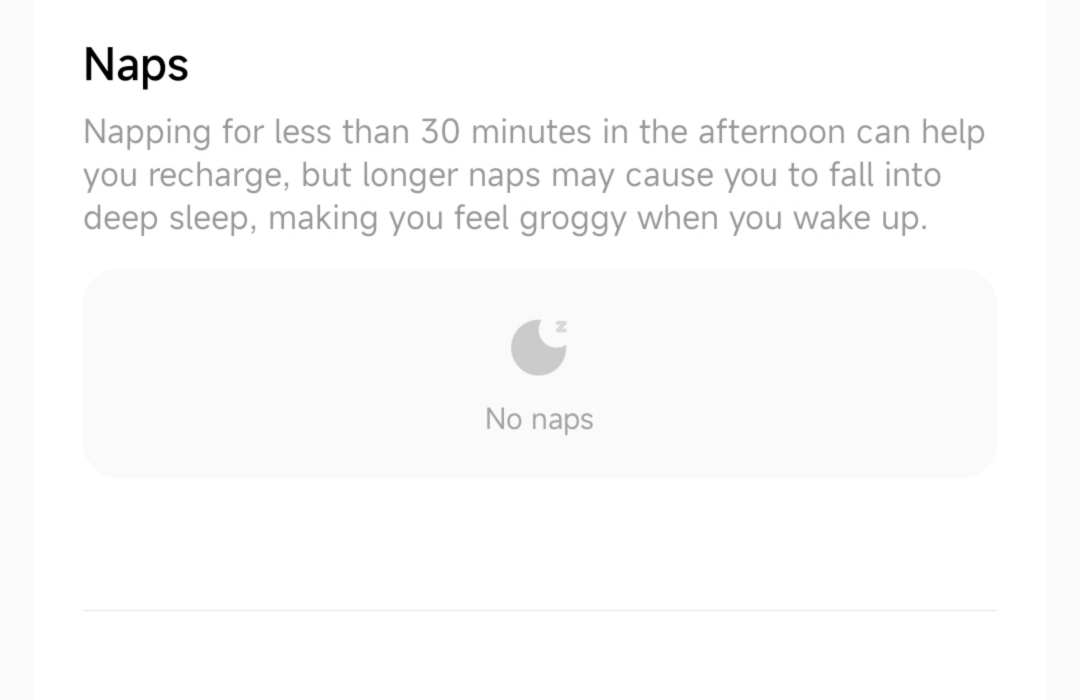 Naps
Napping for less than 30 minutes in the afternoon can help
you recharge, but longer naps may cause you to fall into
deep sleep, making you feel groggy when you wake up.
z
No naps